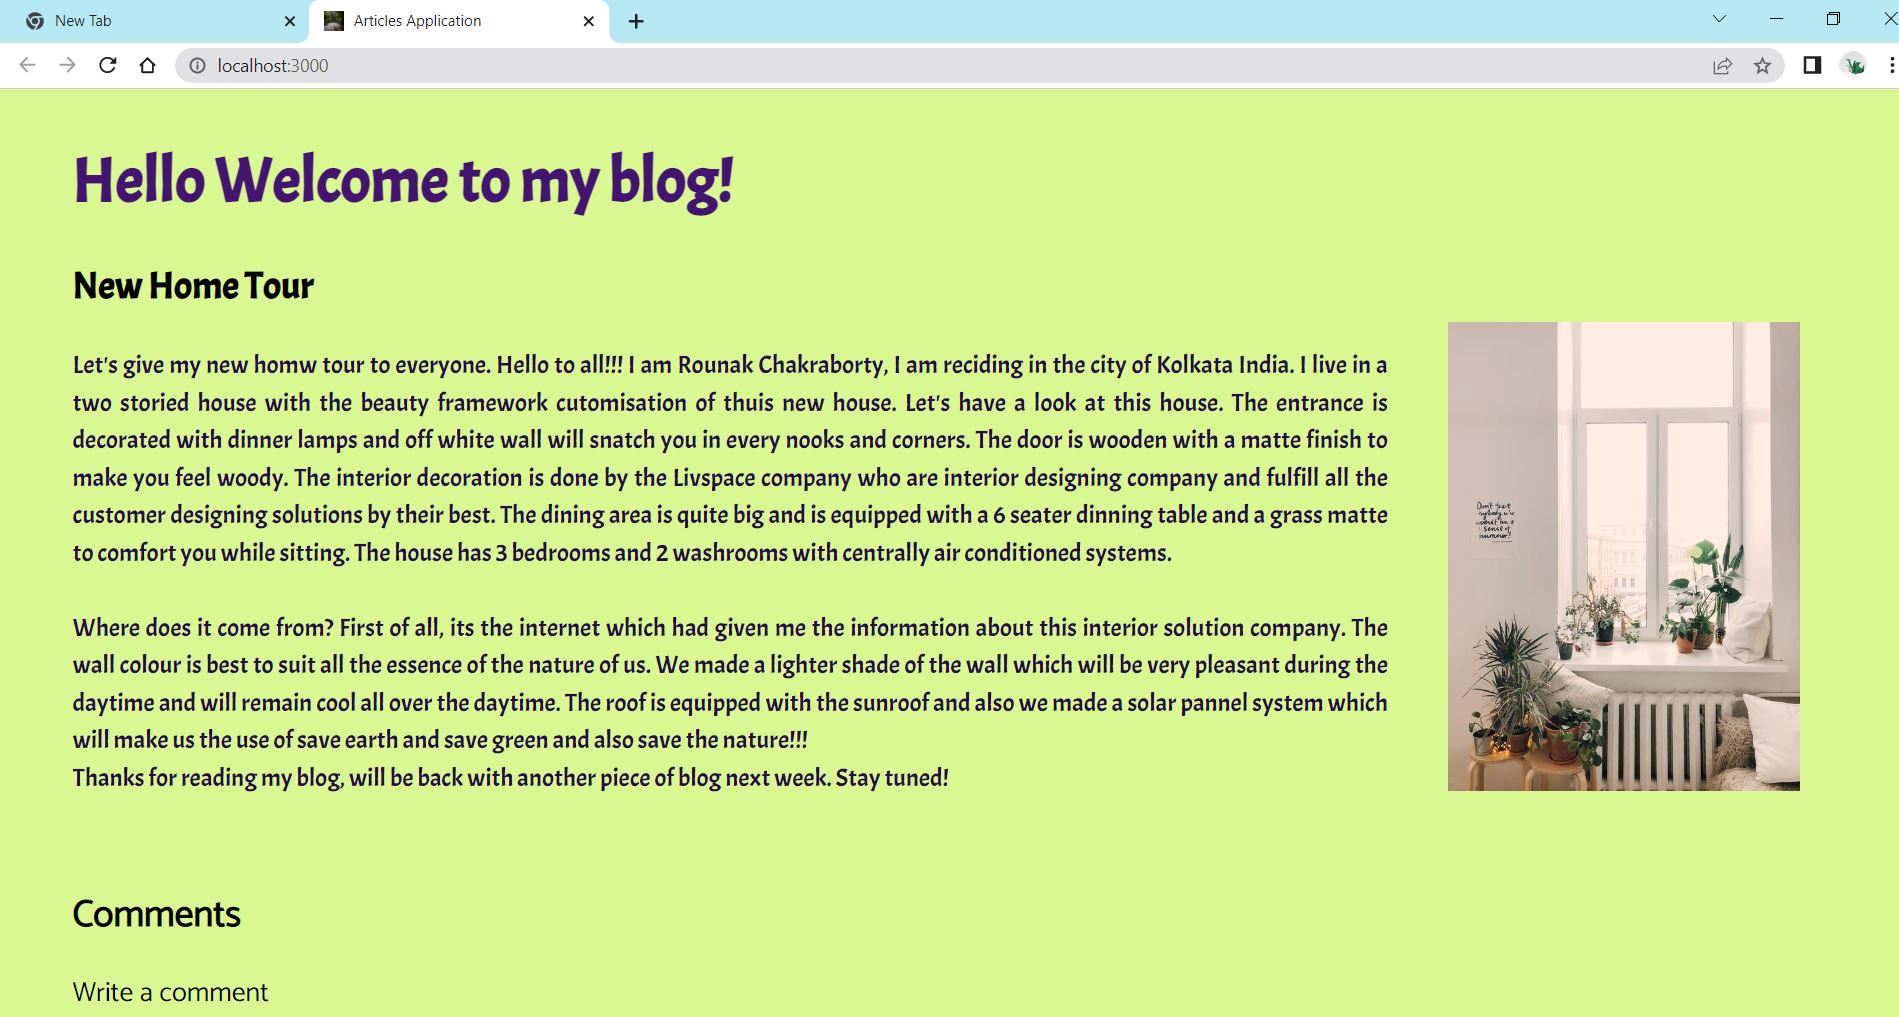 New Tab
Articles Application
localhost:3000
Hello Welcome to my blog!
New Home Tour
Let's give my new homw tour to everyone. Hello to all!!! I am Rounak Chakraborty, I am reciding in the city of Kolkata India. I live in a
two storied house with the beauty framework cutomisation of thuis new house. Let's have a look at this house. The entrance is
decorated with dinner lamps and off white wall will snatch you in every nooks and corners. The door is wooden with a matte finish to
make you feel woody. The interior decoration is done by the Livspace company who are interior designing company and fulfill all the
customer designing solutions by their best. The dining area is quite big and is equipped with a 6 seater dinning table and a grass matte
to comfort you while sitting. The house has 3 bedrooms and 2 washrooms with centrally air conditioned systems.
Where does it come from? First of all, its the internet which had given me the information about this interior solution company. The
wall colour is best to suit all the essence of the nature of us. We made a lighter shade of the wall which will be very pleasant during the
daytime and will remain cool all over the daytime. The roof is equipped with the sunroof and also we made a solar pannel system which
will make us the use of save earth and save green and also save the nature!!!
Thanks for reading my blog, will be back with another piece of blog next week. Stay tuned!
Don't trust
sense of
humour!
Comments
Write a comment